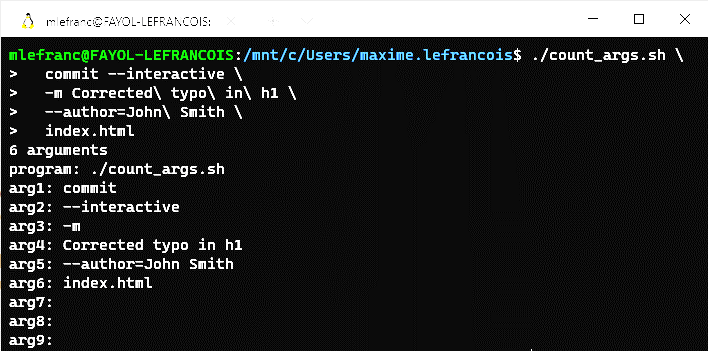 mlefranc@FAYOL-LEFRANCOIS:
mlefranc@FAYOL-LEFRANCOIS:/mnt/c/Users/maxime.lefrancois$ ./count_args.sh \
>   commit --interactive \
>   -m Corrected\ typo\ in\ h1 \
>   --author=John\ Smith \
>   index.html
6 arguments
program: ./count_args.sh
arg1: commit
arg2: --interactive
arg3: -m
arg4: Corrected typo in h1
arg5: --author=John Smith
arg6: index.html
arg7:
arg8:
arg9: